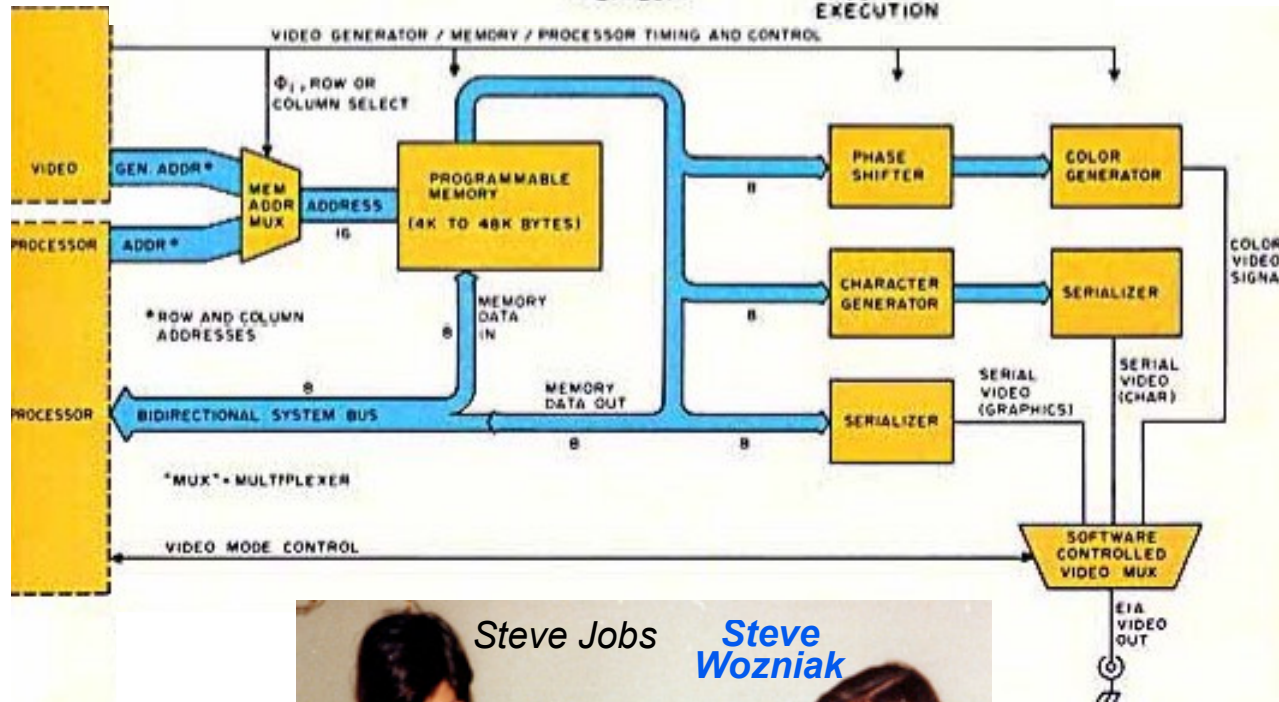 EXECUTION
VIDEO GENERATOR / MEMORY / PROCESSOR TIMING AND CONTROL
Φ₁, ROW OR
COLUMN SELECT
VIDEO
GEN. ADDR*
MEM
ADDR
MUX
ADDRESS
16
PROGRAMMABLE
MEMORY
(4K TO 48K BYTES)
PROCESSOR
ADDR*
8
PHASE
SHIFTER
COLOR
GENERATOR
8
CHARACTER
GENERATOR
SERIALIZER
COLOR
VIDEO
SIGNA
*ROW AND COLUMN
ADDRESSES
8
MEMORY
DATA
IN
PROCESSOR
8
BIDIRECTIONAL SYSTEM BUS
MEMORY
DATA OUT
8
8
SERIALIZER
SERIAL
VIDEO
(GRAPHICS)
SERIAL
VIDEO
(CHAR)
"MUX" = MULTIPLEXER
VIDEO MODE CONTROL
SOFTWARE
CONTROLLED
VIDEO MUX
EIA
VIDEO
OUT
Steve Jobs
Steve
Wozniak